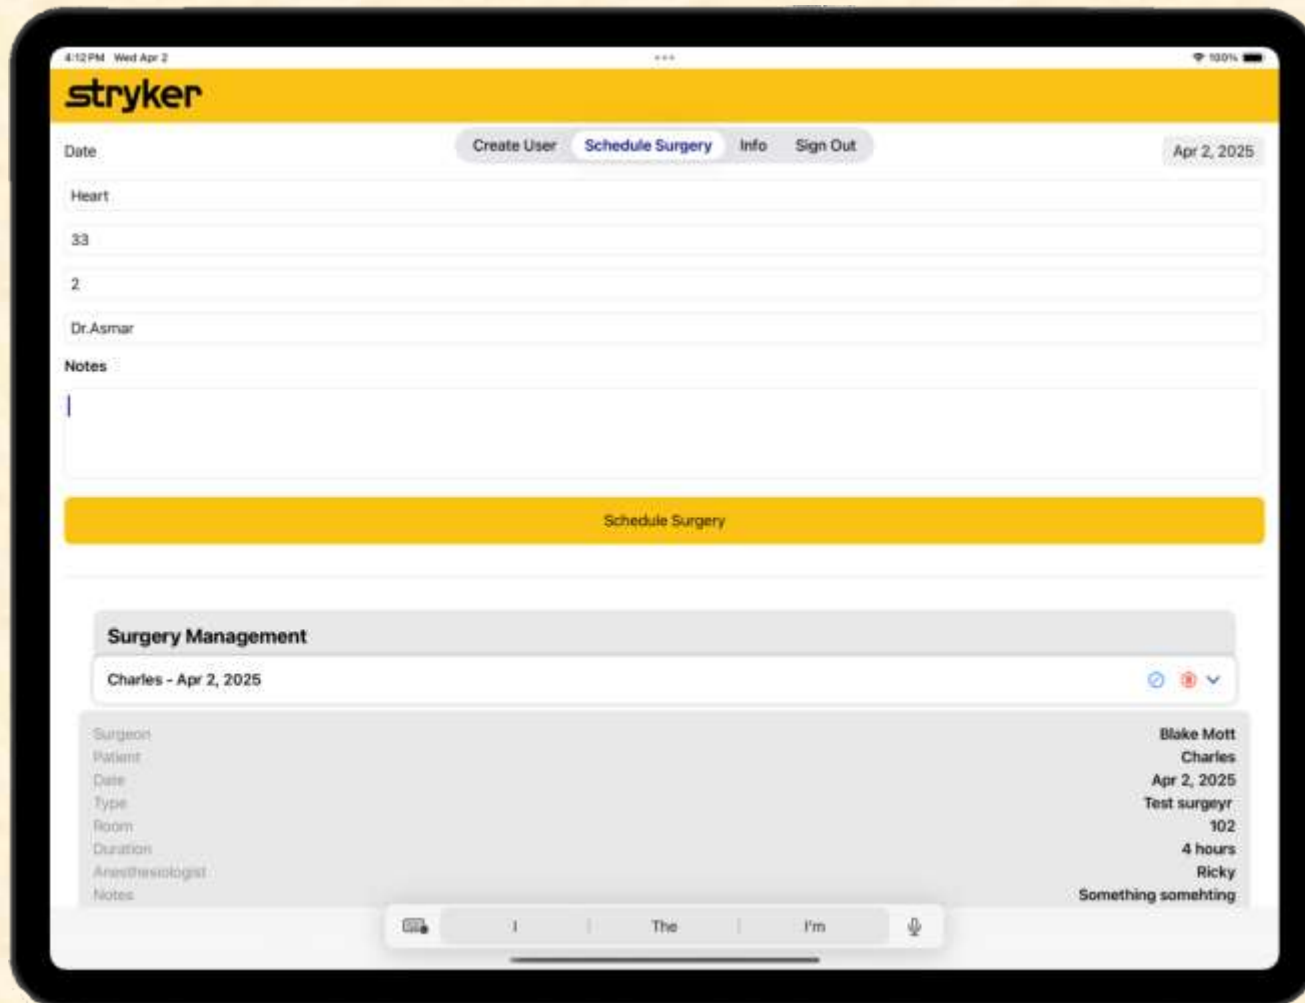 4:12 PM Wed Apr 2
100%
stryker
Create User Schedule Surgery Info Sign Out
Date Apr 2, 2025
Heart
33
2
Dr.Asmar
Notes
Schedule Surgery
Surgery Management
Charles - Apr 2, 2025
Surgeon Blake Mott
Patient Charles
Date Apr 2, 2025
Type Test surgeyr
Room 102
Duration 4 hours
Anesthesiologist Ricky
Notes Something somehting
I The I'm